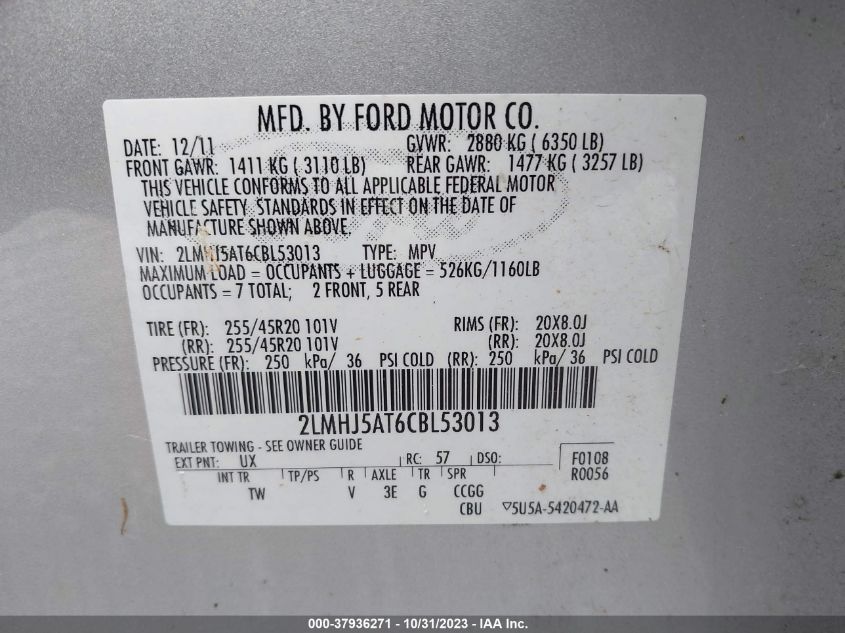 MFD. BY FORD MOTOR CO.
DATE: 12/11 GVWR: 2880 KG ( 6350 LB)
FRONT GAWR: 1411 KG ( 3110 LB) REAR GAWR: 1477 KG ( 3257 LB)
THIS VEHICLE CONFORMS TO ALL APPLICABLE FEDERAL MOTOR
VEHICLE SAFETY STANDARDS IN EFFECT ON THE DATE OF
MANUFACTURE SHOWN ABOVE.
VIN: 2LMHJ5AT6CBL53013 TYPE: MPV
MAXIMUM LOAD = OCCUPANTS + LUGGAGE = 526KG/1160LB
OCCUPANTS = 7 TOTAL; 2 FRONT, 5 REAR
TIRE (FR): 255/45R20 101V RIMS (FR): 20X8.0J
(RR): 255/45R20 101V (RR): 20X8.0J
PRESSURE (FR): 250 kPa/ 36 PSI COLD (RR): 250 kPa/ 36 PSI COLD
2LMHJ5AT6CBL53013
TRAILER TOWING - SEE OWNER GUIDE
EXT PNT: UX RC: 57 DSO: F0108
INT TR TP/PS R AXLE TR SPR R0056
TW V 3E G CCGG
CBU ▽5U5A-5420472-AA
000-37936271 - 10/31/2023 - IAA Inc.